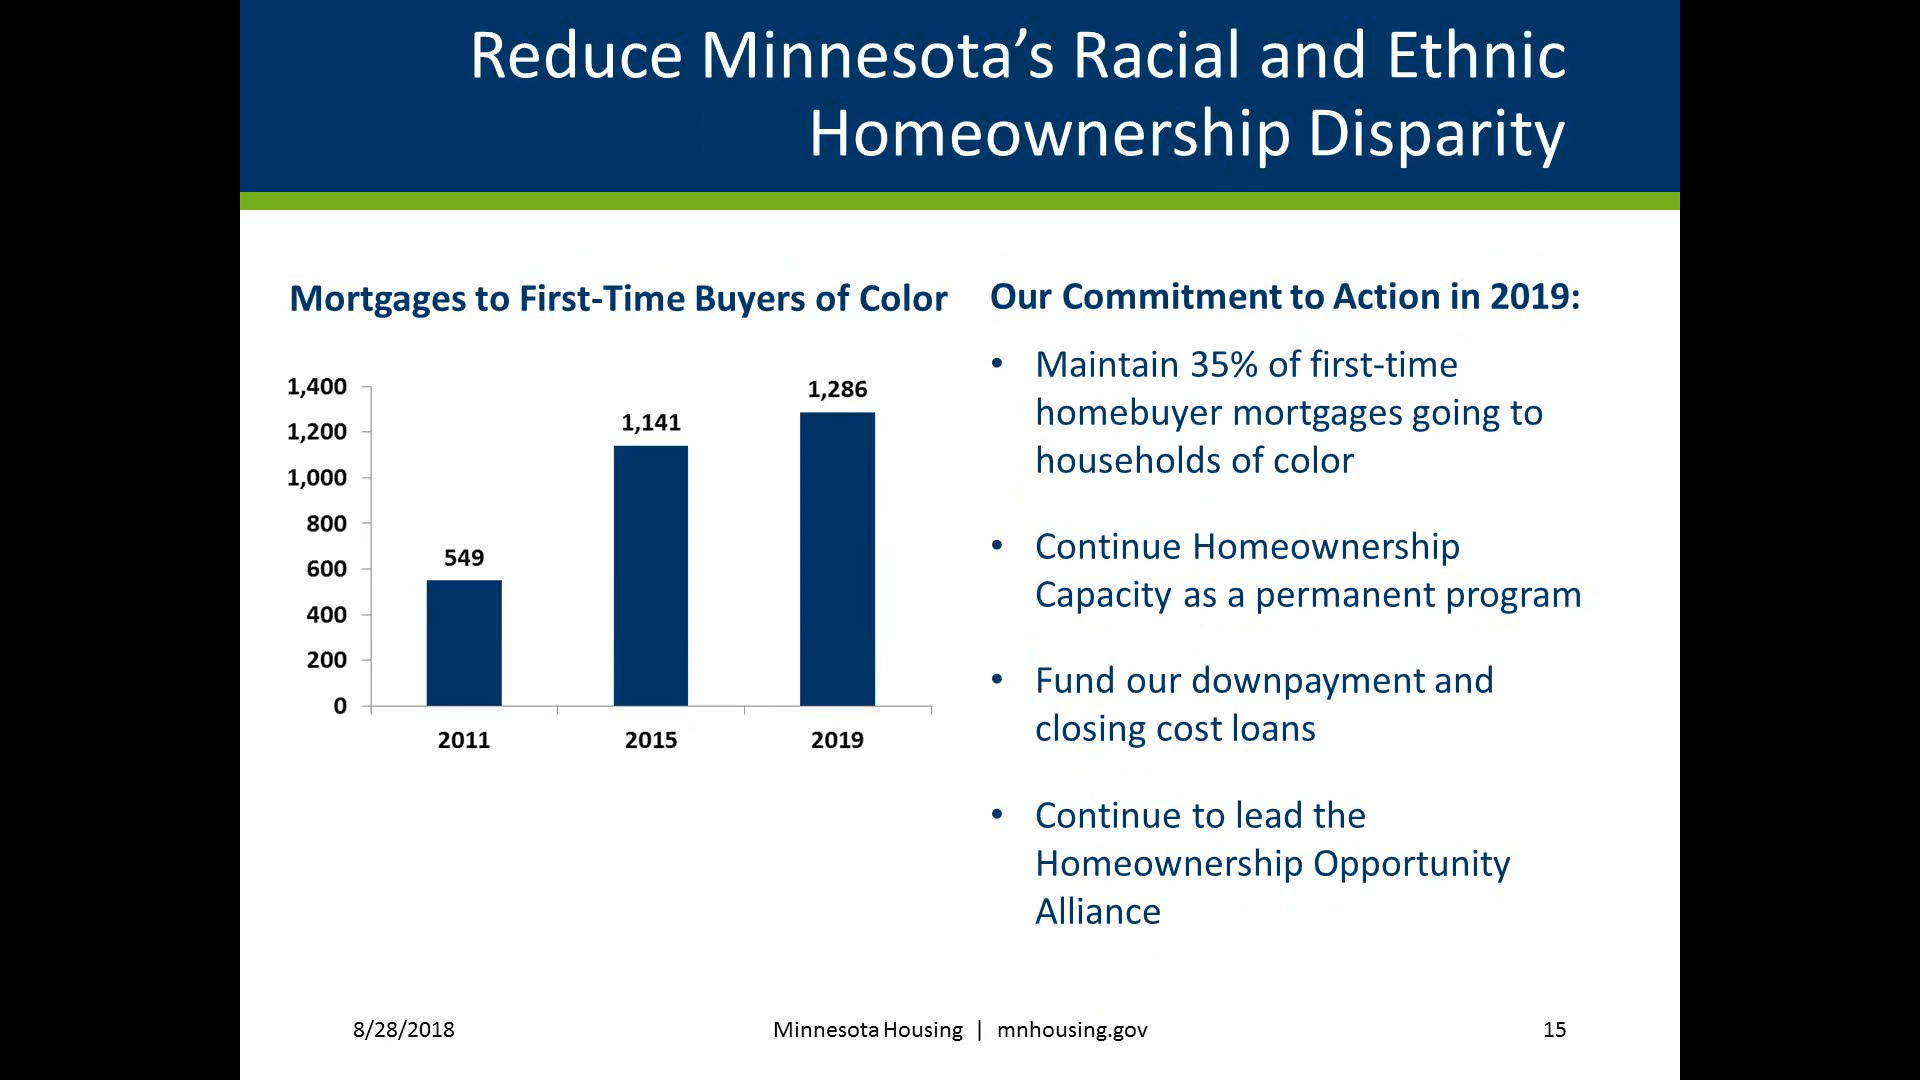 Reduce Minnesota’s Racial and Ethnic
Homeownership Disparity
Mortgages to First-Time Buyers of Color
1,400
1,200
1,000
800
600
400
200
0
549
1,141
1,286
2011
2015
2019
Our Commitment to Action in 2019:
• Maintain 35% of first-time
homebuyer mortgages going to
households of color
• Continue Homeownership
Capacity as a permanent program
• Fund our downpayment and
closing cost loans
• Continue to lead the
Homeownership Opportunity
Alliance
8/28/2018
Minnesota Housing | mnhousing.gov
15